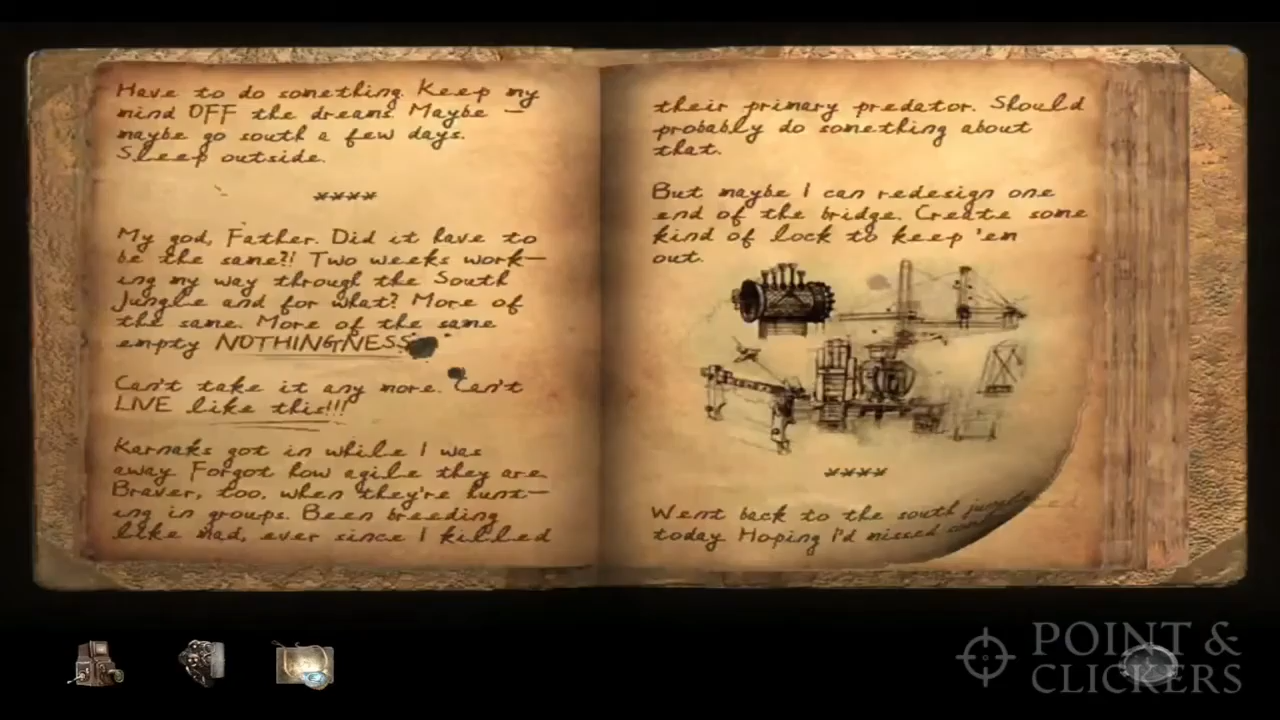 Have to do something. Keep my
mind OFF the dreams. Maybe —
maybe go south a few days.
Sleep outside.
****
My god, Father. Did it have to
be the same?! Two weeks work-
ing my way through the South
Jungle and for what? More of
the same. More of the same
empty NOTHINGNESS
Can't take it any more. Can't
LIVE like this!!!
Karnaks got in while I was
away. Forgot how agile they are.
Braver, too, when they're hunt-
ing in groups. Been breeding
like mad, ever since I killed
their primary predator. Should
probably do something about
that.
But maybe I can redesign one
end of the bridge. Create some
kind of lock to keep 'em
out.
****
Went back to the south jungle
today Hoping I'd missed
POINT &
CLICKERS